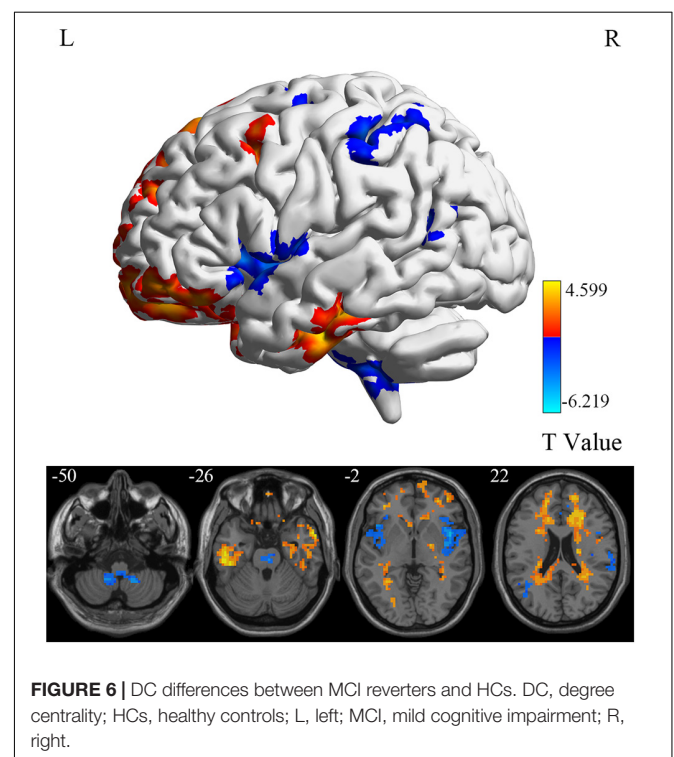 L R
4.599
-6.219
T Value
-50 -26 -2 22
FIGURE 6 | DC differences between MCI reverters and HCs. DC, degree
centrality; HCs, healthy controls; L, left; MCI, mild cognitive impairment; R,
right.